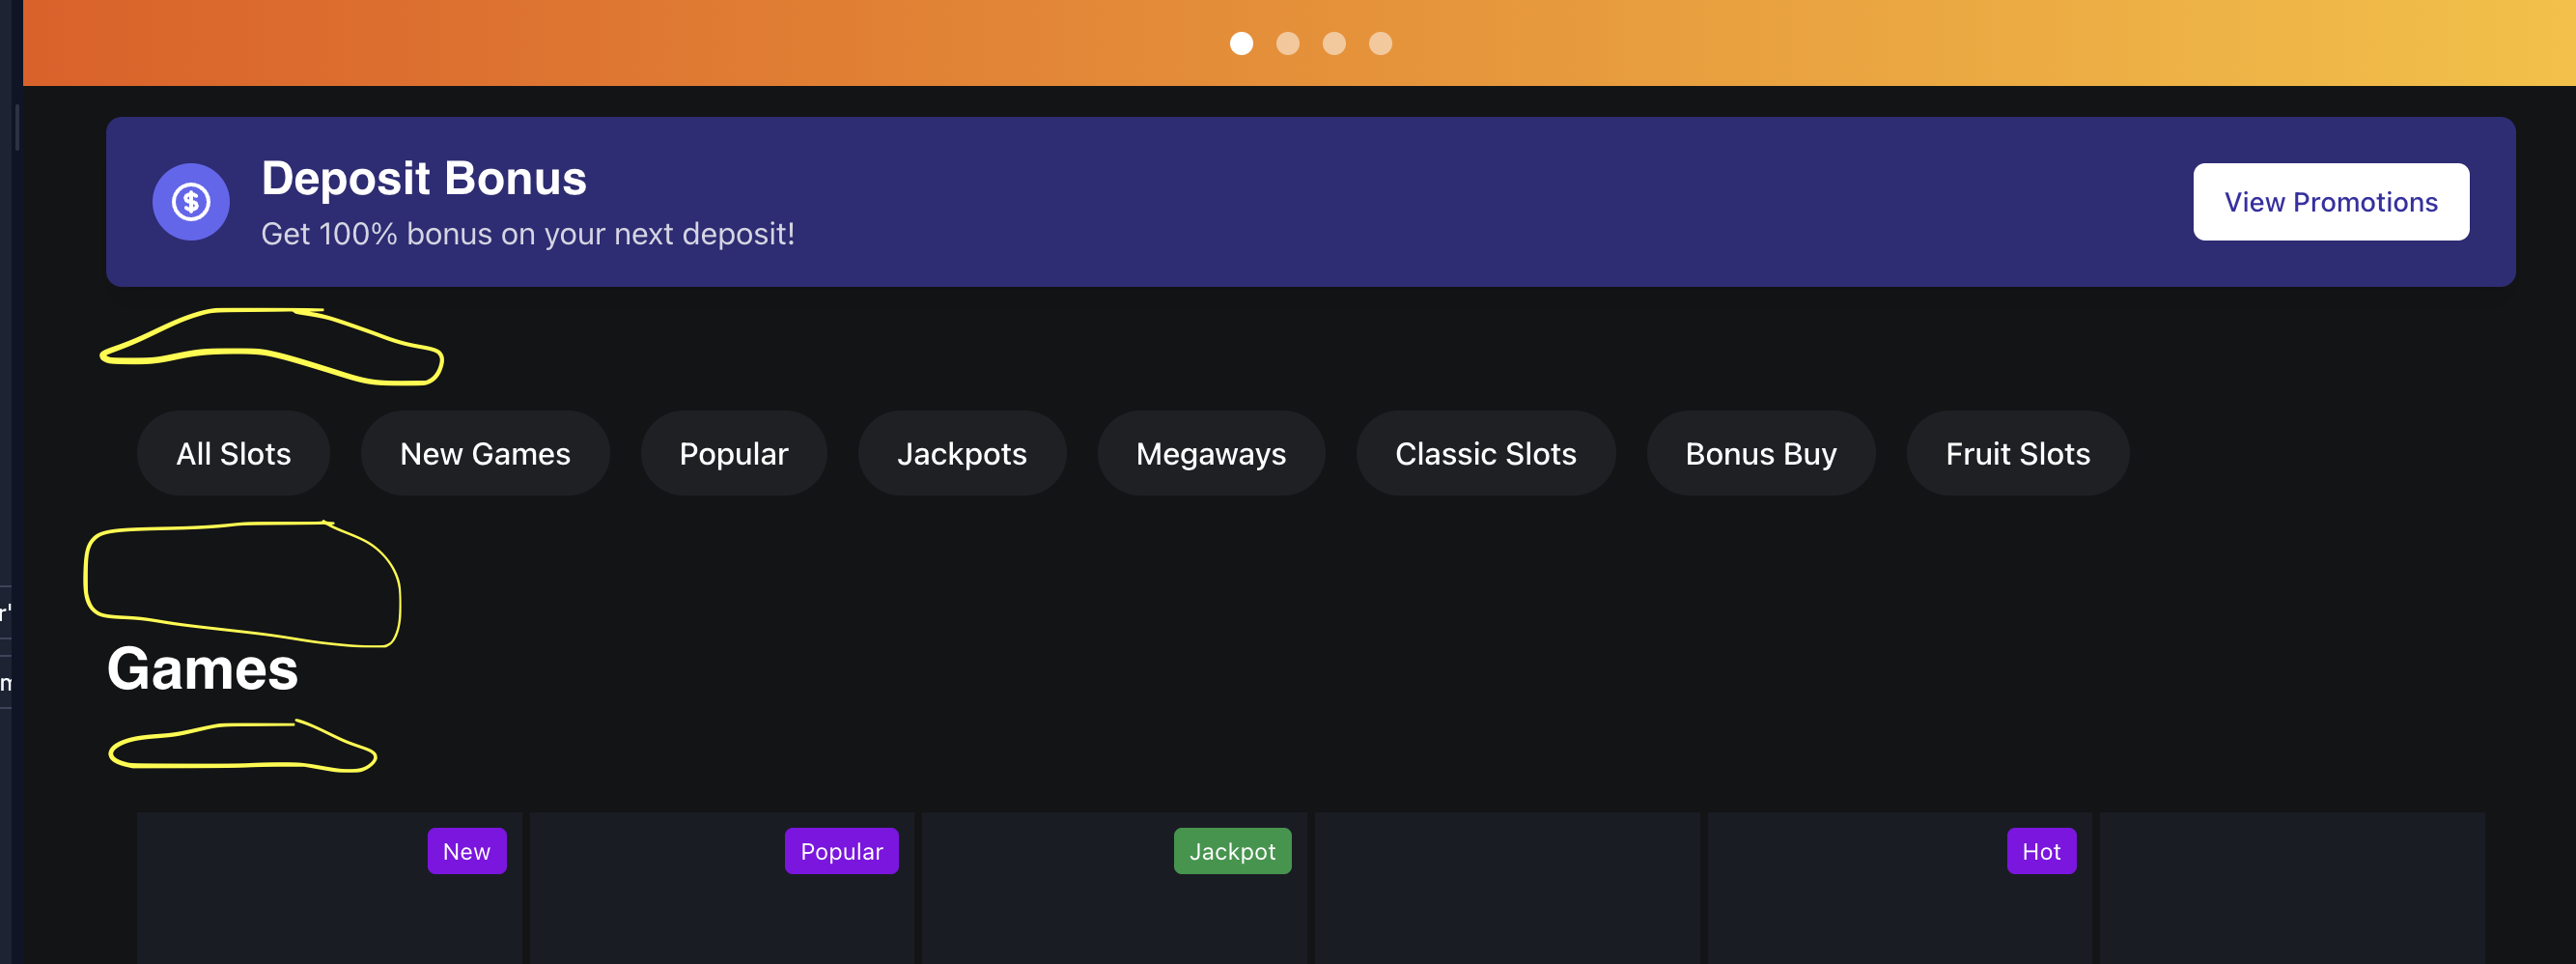 Deposit Bonus
Get 100% bonus on your next deposit!
View Promotions
All Slots New Games Popular Jackpots Megaways Classic Slots Bonus Buy Fruit Slots
Games
New Popular Jackpot Hot